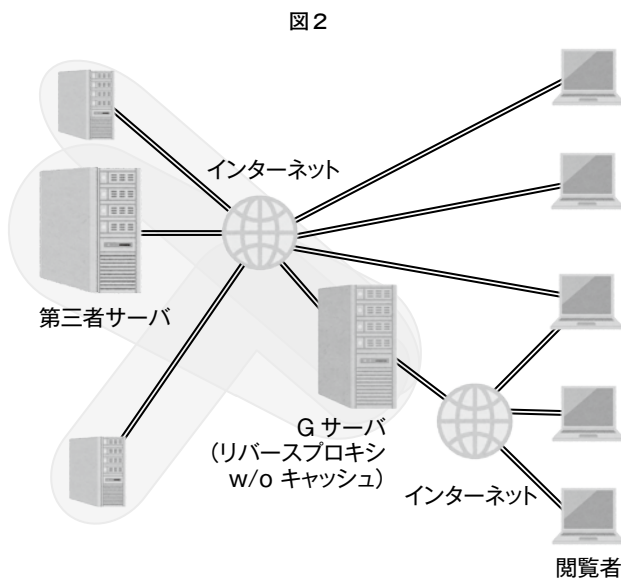 図2
インターネット
第三者サーバ
G サーバ
(リバースプロキシ
w/o キャッシュ)
インターネット
閲覧者